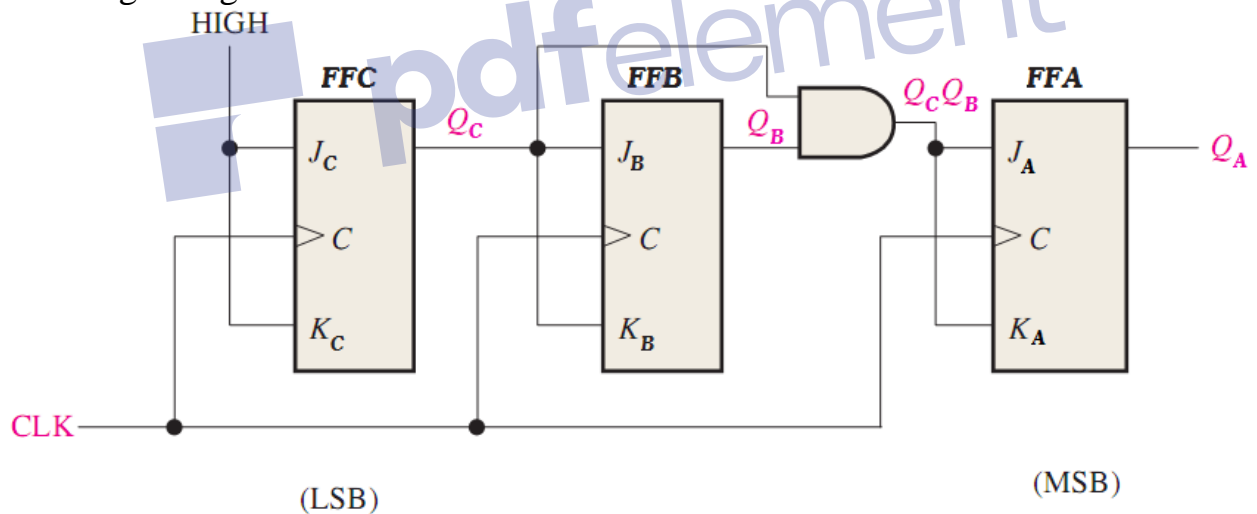 HIGH
pdfelement
FFC
FFB
FFA
Q_C
Q_B
Q_C Q_B
Q_A
J_C
J_B
J_A
C
C
C
K_C
K_B
K_A
CLK
(LSB)
(MSB)